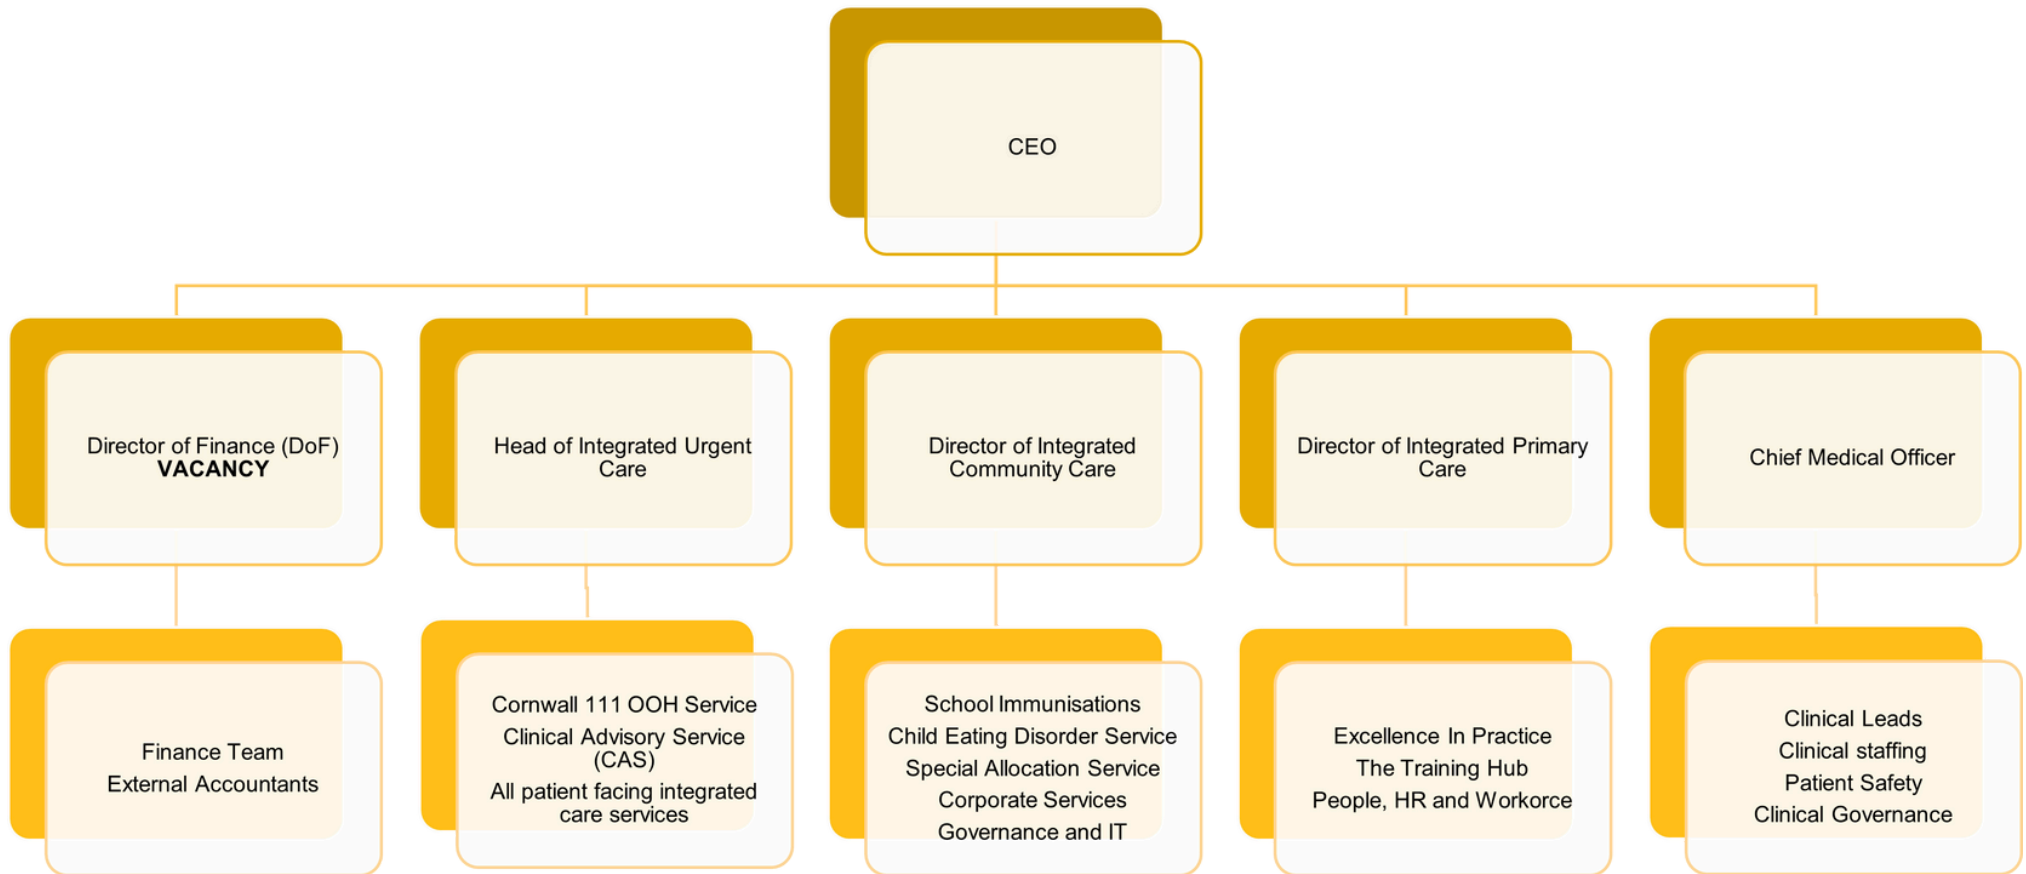 CEO
Director of Finance (DoF)
VACANCY
Head of Integrated Urgent
Care
Director of Integrated
Community Care
Director of Integrated Primary
Care
Chief Medical Officer
Finance Team
External Accountants
Cornwall 111 OOH Service
Clinical Advisory Service
(CAS)
All patient facing integrated
care services
School Immunisations
Child Eating Disorder Service
Special Allocation Service
Corporate Services
Governance and IT
Excellence In Practice
The Training Hub
People, HR and Workorce
Clinical Leads
Clinical staffing
Patient Safety
Clinical Governance